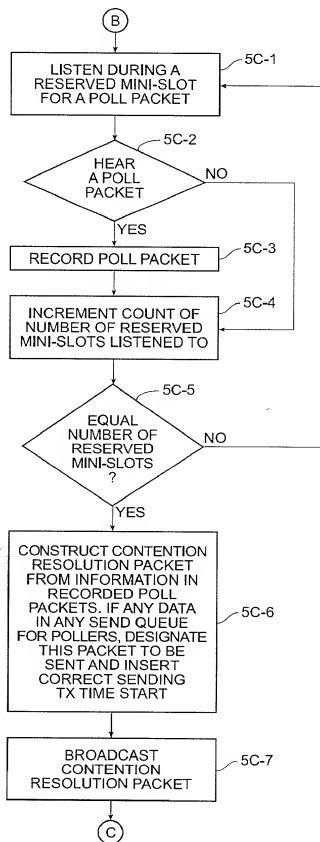 B
LISTEN DURING A
RESERVED MINI-SLOT
FOR A POLL PACKET
5C-1
5C-2
HEAR
A POLL
PACKET
NO
YES
RECORD POLL PACKET
5C-3
5C-4
INCREMENT COUNT OF
NUMBER OF RESERVED
MINI-SLOTS LISTENED TO
5C-5
EQUAL
NUMBER OF
RESERVED
MINI-SLOTS
?
NO
YES
CONSTRUCT CONTENTION
RESOLUTION PACKET
FROM INFORMATION IN
RECORDED POLL
PACKETS. IF ANY DATA
IN ANY SEND QUEUE
FOR POLLERS, DESIGNATE
THIS PACKET TO BE
SENT AND INSERT
CORRECT SENDING
TX TIME START
5C-6
BROADCAST
CONTENTION
RESOLUTION PACKET
5C-7
C